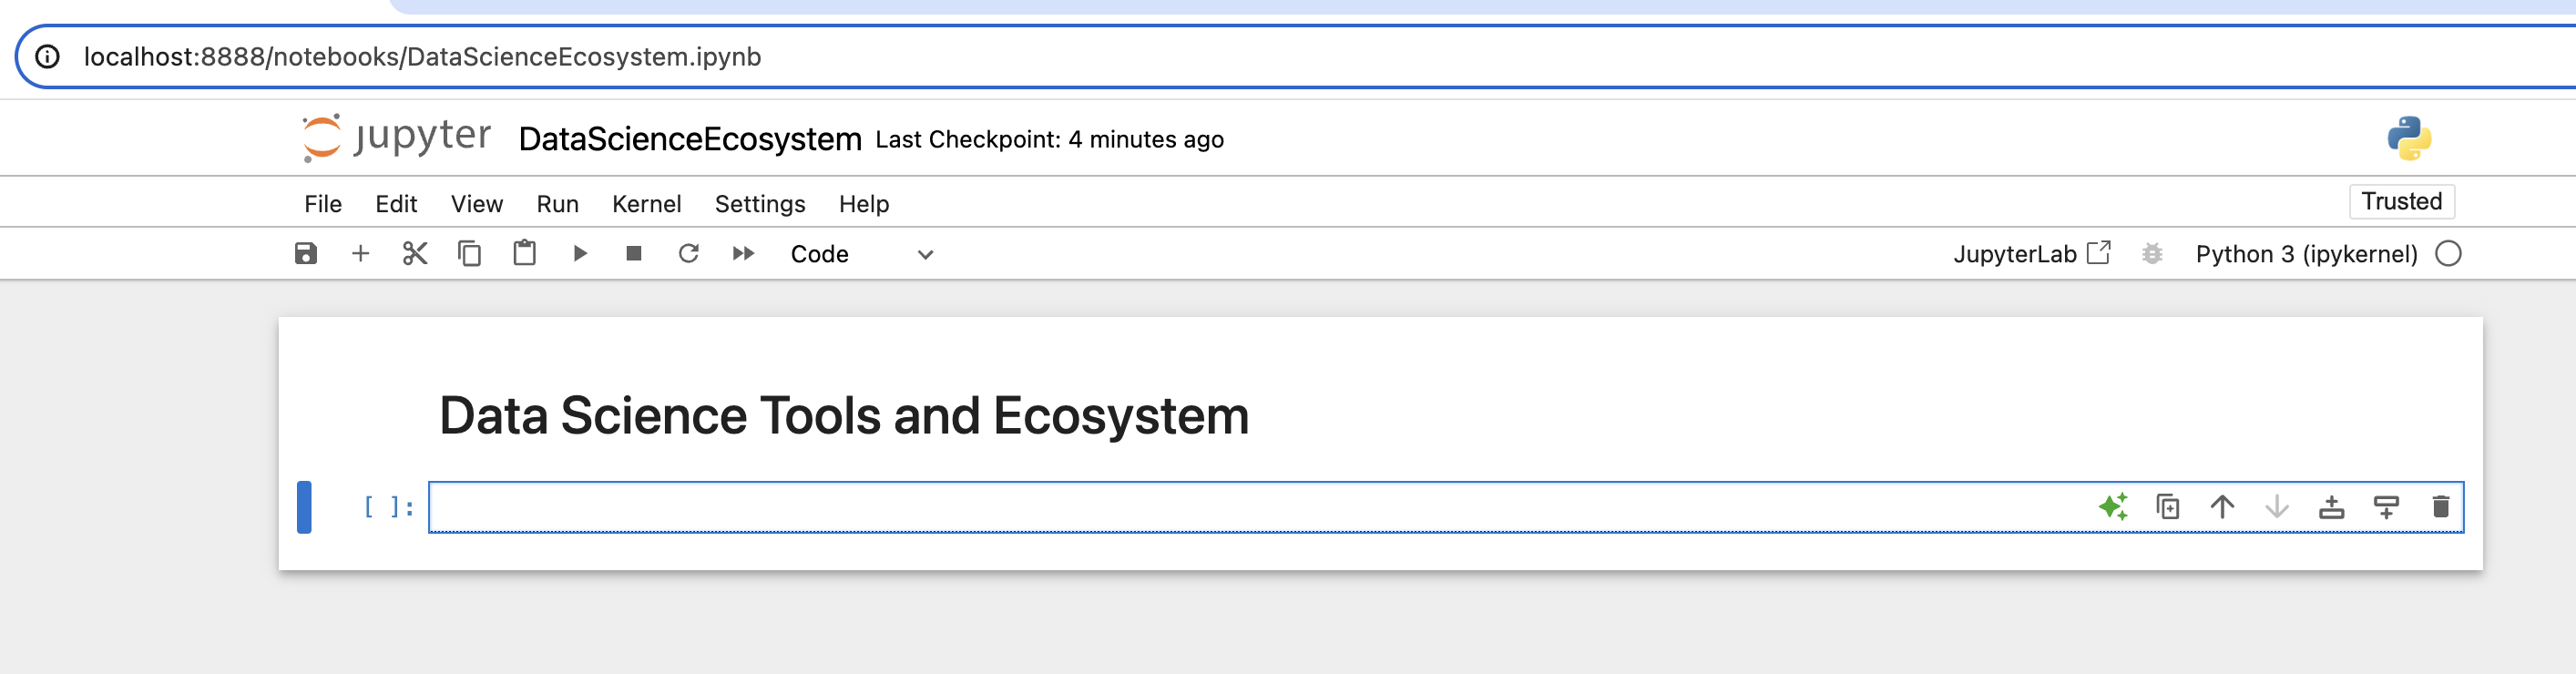 localhost:8888/notebooks/DataScienceEcosystem.ipynb
jupyter DataScienceEcosystem Last Checkpoint: 4 minutes ago
File Edit View Run Kernel Settings Help Trusted
Code JupyterLab Python 3 (ipykernel)
Data Science Tools and Ecosystem
[ ]: